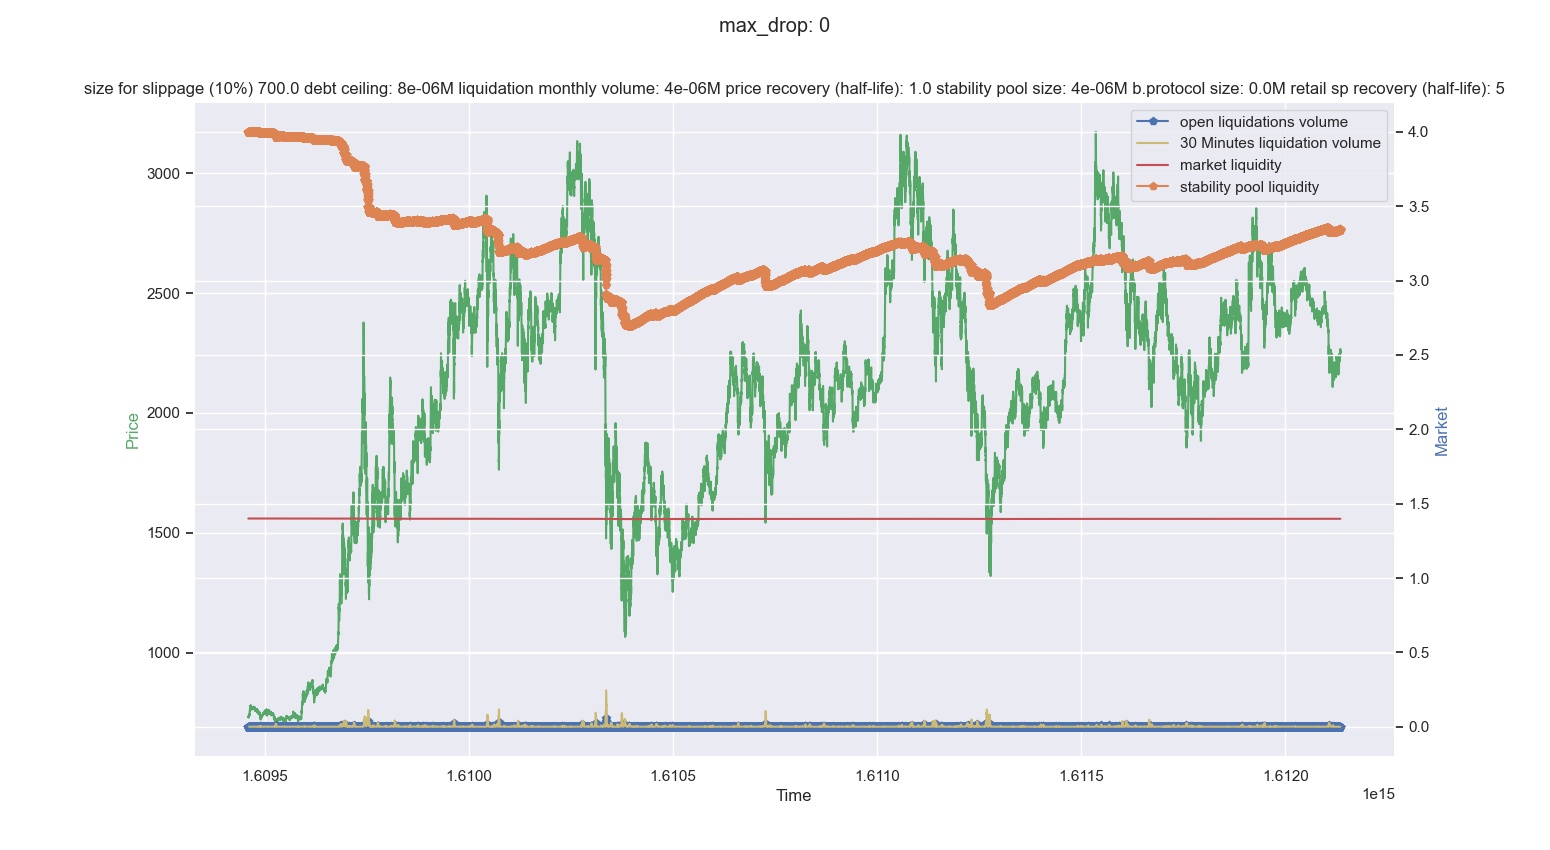 max_drop: 0
size for slippage (10%) 700.0 debt ceiling: 8e-06M liquidation monthly volume: 4e-06M price recovery (half-life): 1.0 stability pool size: 4e-06M b.protocol size: 0.0M retail sp recovery (half-life): 5
open liquidations volume
30 Minutes liquidation volume
market liquidity
stability pool liquidity
3000
2500
2000
1500
1000
Price
4.0
3.5
3.0
2.5
2.0
1.5
1.0
0.5
0.0
Market
1.6095 1.6100 1.6105 1.6110 1.6115 1.6120
Time
1e15